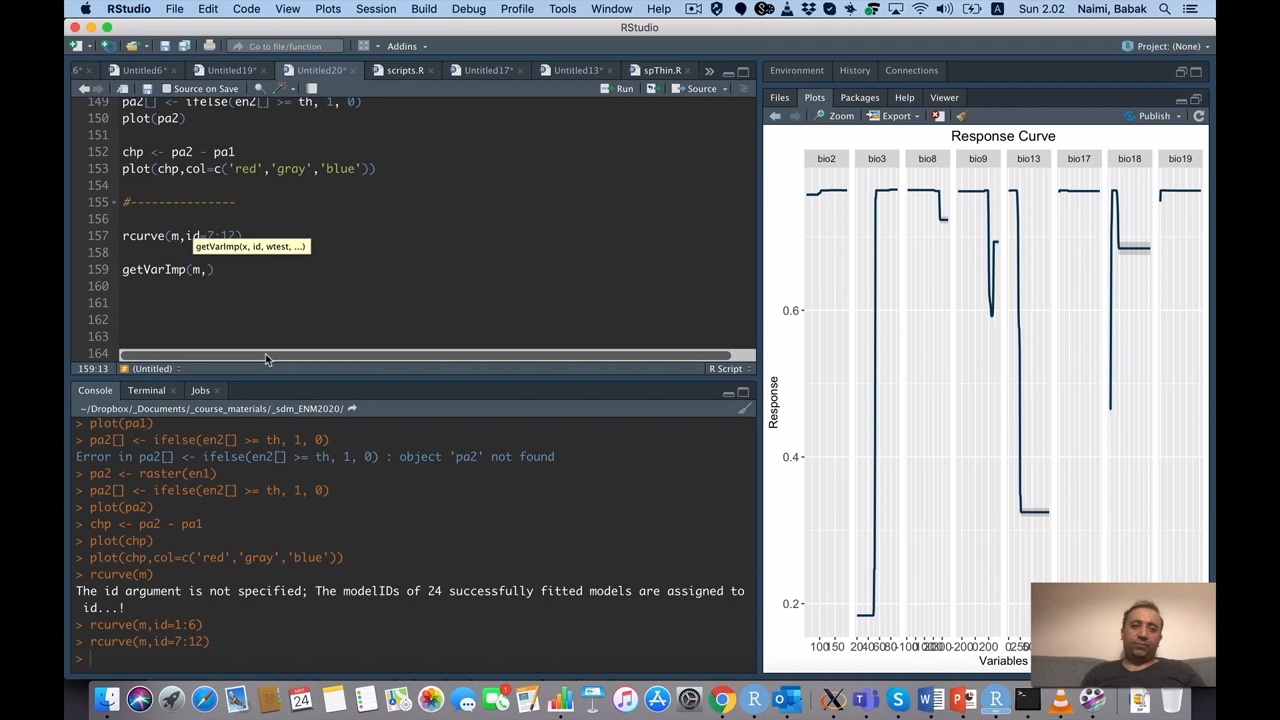 RStudio File Edit Code View Plots Session Build Debug Profile Tools Window Help Sun 2.02 Naimi, Babak
RStudio
Go to file/function Addins Project: (None)
.6* Untitled6* Untitled19* Untitled20* scripts.R Untitled17* Untitled13* spThin.R
Source on Save Run Source
149 pa2[] <- ifelse(en2[] >= th, 1, 0)
150 plot(pa2)
151
152 chp <- pa2 - pa1
153 plot(chp,col=c('red','gray','blue'))
154
155 #---------------
156
157 rcurve(m,id=7:12)
getVarImp(x, id, wtest, ...)
158
159 getVarImp(m,)
160
161
162
163
164
159:13 (Untitled) R Script
Console Terminal Jobs
~/Dropbox/_Documents/_course_materials/_sdm_ENM2020/
> plot(pa1)
> pa2[] <- ifelse(en2[] >= th, 1, 0)
Error in pa2[] <- ifelse(en2[] >= th, 1, 0) : object 'pa2' not found
> pa2 <- raster(en1)
> pa2[] <- ifelse(en2[] >= th, 1, 0)
> plot(pa2)
> chp <- pa2 - pa1
> plot(chp)
> plot(chp,col=c('red','gray','blue'))
> rcurve(m)
The id argument is not specified; The modelIDs of 24 successfully fitted models are assigned to
id...!
> rcurve(m,id=1:6)
> rcurve(m,id=7:12)
>
Environment History Connections
Files Plots Packages Help Viewer
Zoom Export Publish
Response Curve
bio2 bio3 bio8 bio9 bio13 bio17 bio18 bio19
0.6
0.4
0.2
Response
Variables